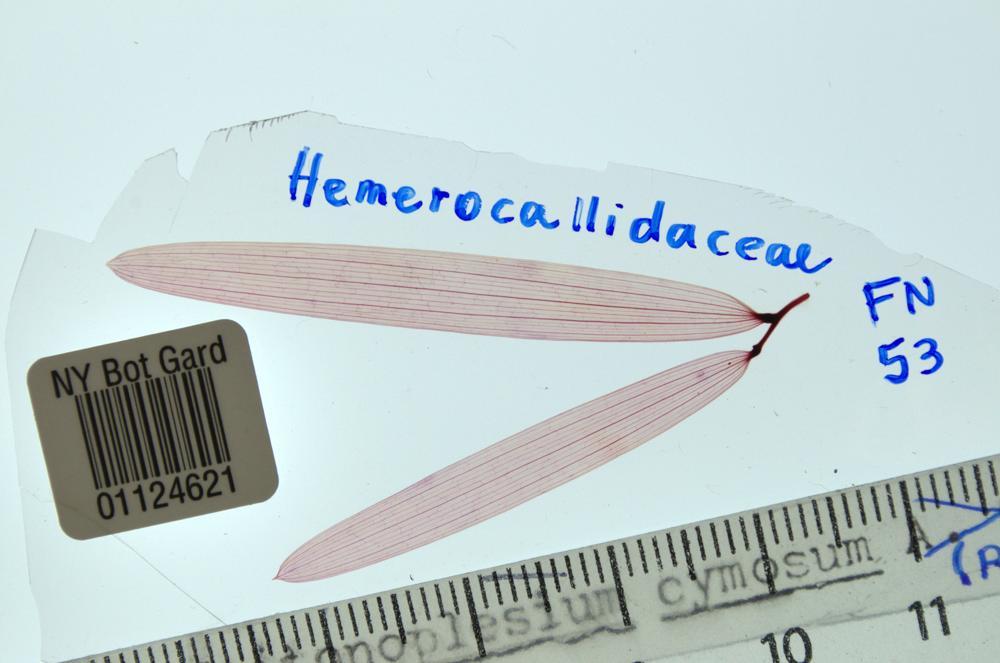 Hemerocallidaceae
FN
53
NY Bot Gard
01124621
cymosum A.
10 11